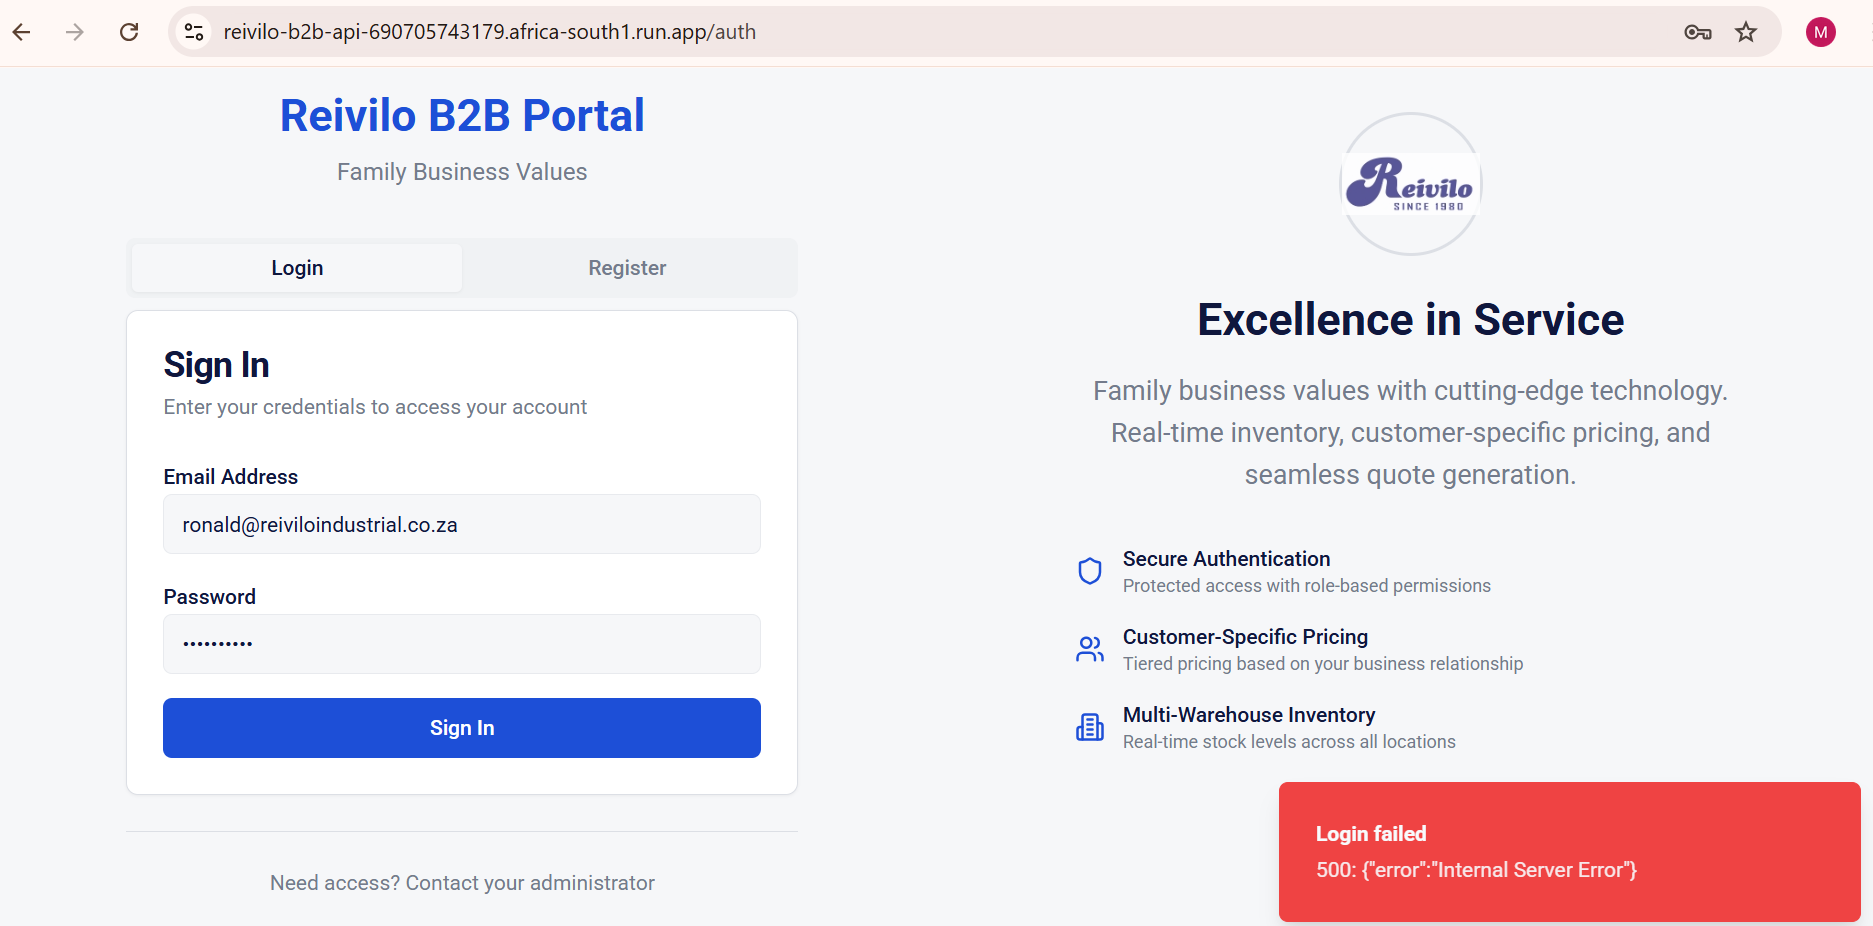 reivilo-b2b-api-690705743179.africa-south1.run.app/auth
M
Reivilo B2B Portal
Family Business Values
Login
Register
Sign In
Enter your credentials to access your account
Email Address
ronald@reiviloindustrial.co.za
Password
••••••••••
Sign In
Need access? Contact your administrator
Reivilo
SINCE 1980
Excellence in Service
Family business values with cutting-edge technology.
Real-time inventory, customer-specific pricing, and
seamless quote generation.
Secure Authentication
Protected access with role-based permissions
Customer-Specific Pricing
Tiered pricing based on your business relationship
Multi-Warehouse Inventory
Real-time stock levels across all locations
Login failed
500: {"error":"Internal Server Error"}